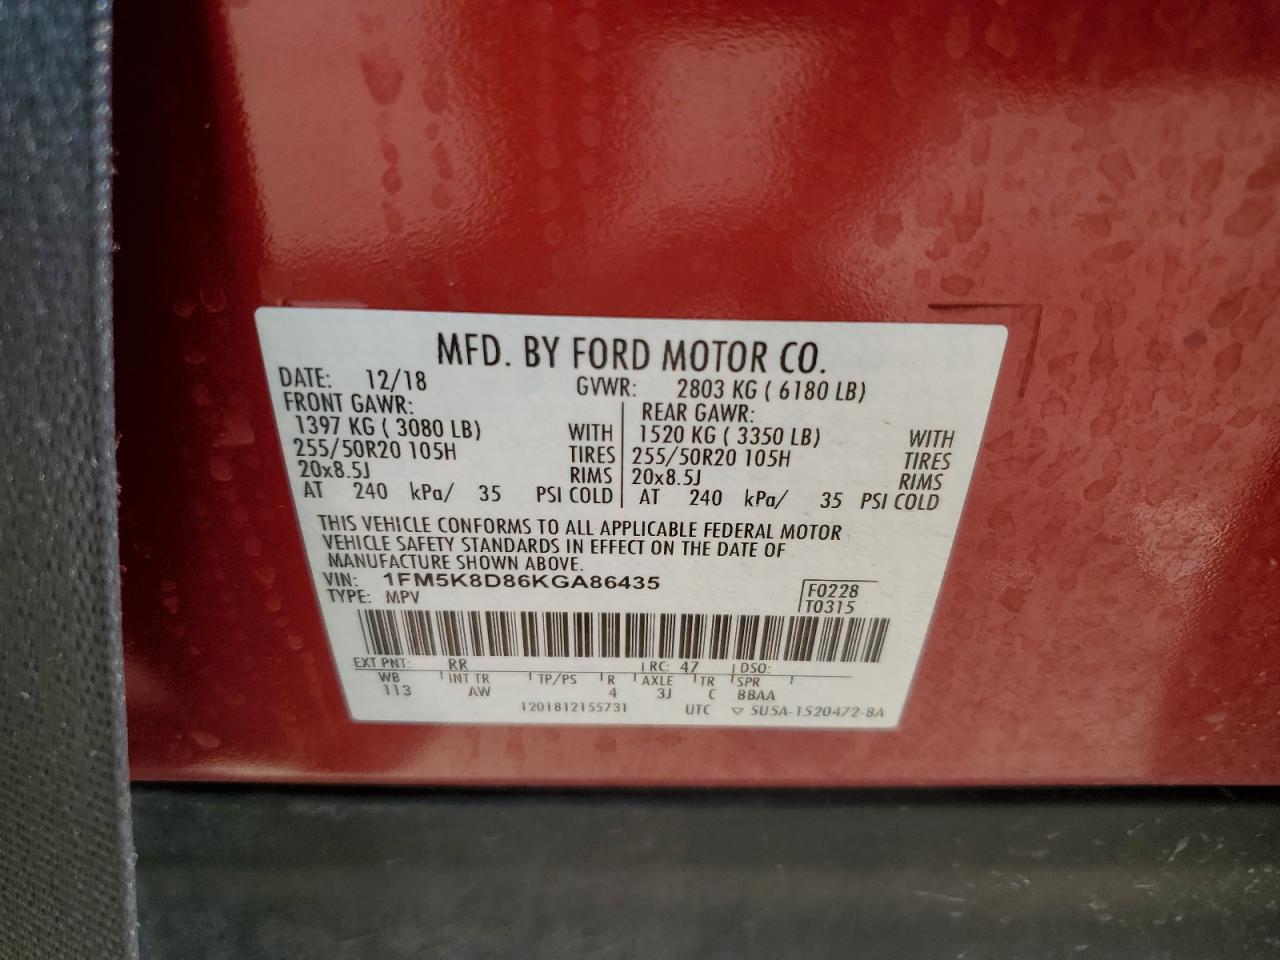 MFD. BY FORD MOTOR CO.
DATE: 12/18 GVWR: 2803 KG ( 6180 LB)
FRONT GAWR: REAR GAWR:
1397 KG ( 3080 LB) WITH 1520 KG ( 3350 LB) WITH
255/50R20 105H TIRES 255/50R20 105H TIRES
20x8.5J RIMS 20x8.5J RIMS
AT 240 kPa/ 35 PSI COLD AT 240 kPa/ 35 PSI COLD
THIS VEHICLE CONFORMS TO ALL APPLICABLE FEDERAL MOTOR
VEHICLE SAFETY STANDARDS IN EFFECT ON THE DATE OF
MANUFACTURE SHOWN ABOVE.
VIN: 1FM5K8D86KGA86435 F0228
TYPE: MPV T0315
EXT PNT: RR RC: 47 DSO:
WB INT TR TP/PS R AXLE TR SPR
113 AW 4 3J C BBAA
1201812155731 UTC ▽ 5U5A-1520472-BA